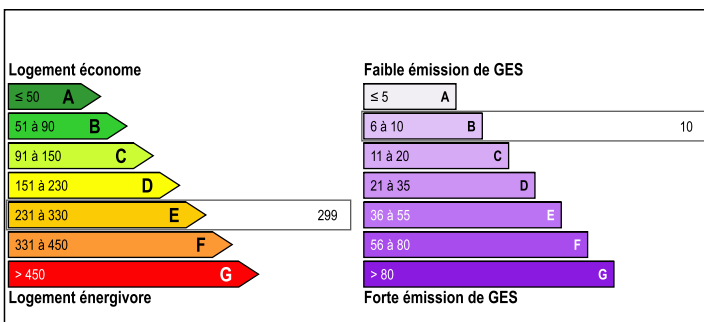 Logement économe
≤ 50 A
51 à 90 B
91 à 150 C
151 à 230 D
231 à 330 E 299
331 à 450 F
> 450 G
Logement énergivore
Faible émission de GES
≤ 5 A
6 à 10 B 10
11 à 20 C
21 à 35 D
36 à 55 E
56 à 80 F
> 80 G
Forte émission de GES